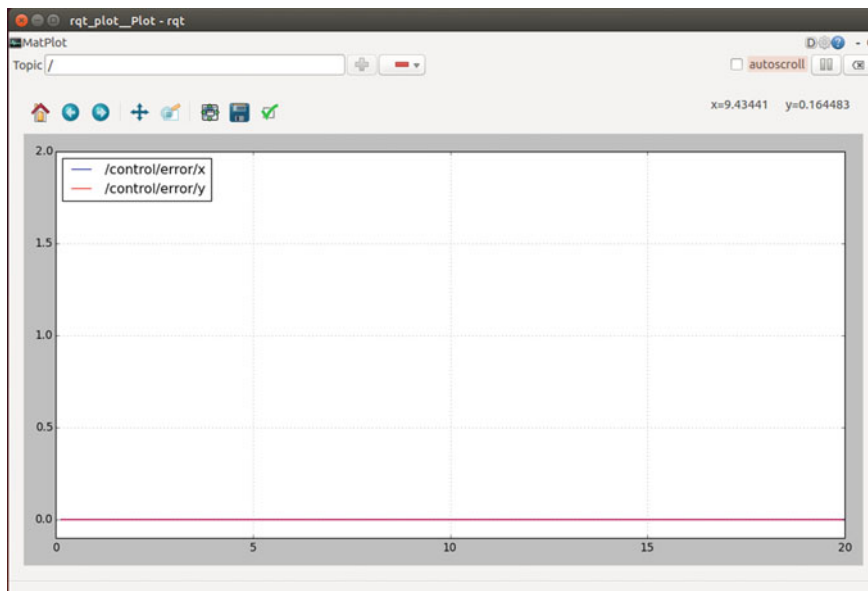 rqt_plot__Plot - rqt
MatPlot
D
-
Topic /
autoscroll
x=9.43441 y=0.164483
2.0
/control/error/x
/control/error/y
1.5
1.0
0.5
0.0
0 5 10 15 20